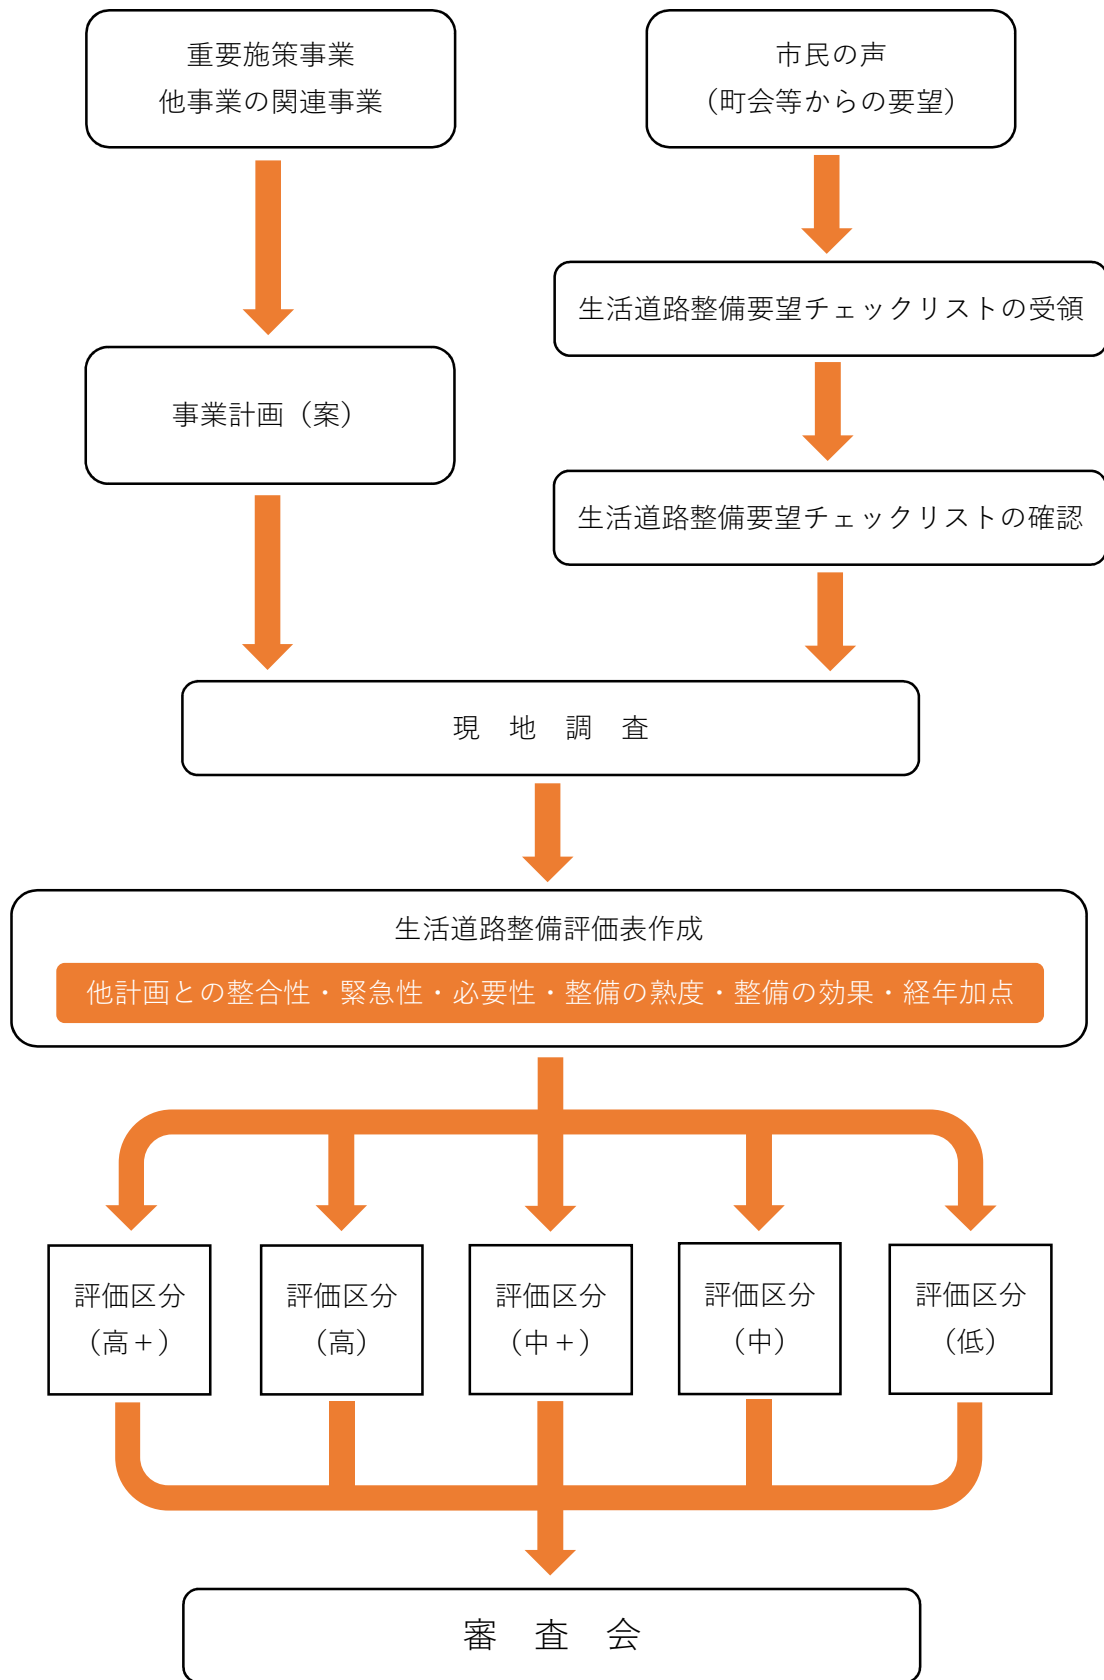 重要施策事業
他事業の関連事業
市民の声
（町会等からの要望）
生活道路整備要望チェックリストの受領
事業計画（案）
生活道路整備要望チェックリストの確認
現　地　調　査
生活道路整備評価表作成
他計画との整合性・緊急性・必要性・整備の熟度・整備の効果・経年加点
評価区分
（高＋）
評価区分
（高）
評価区分
（中＋）
評価区分
（中）
評価区分
（低）
審　査　会